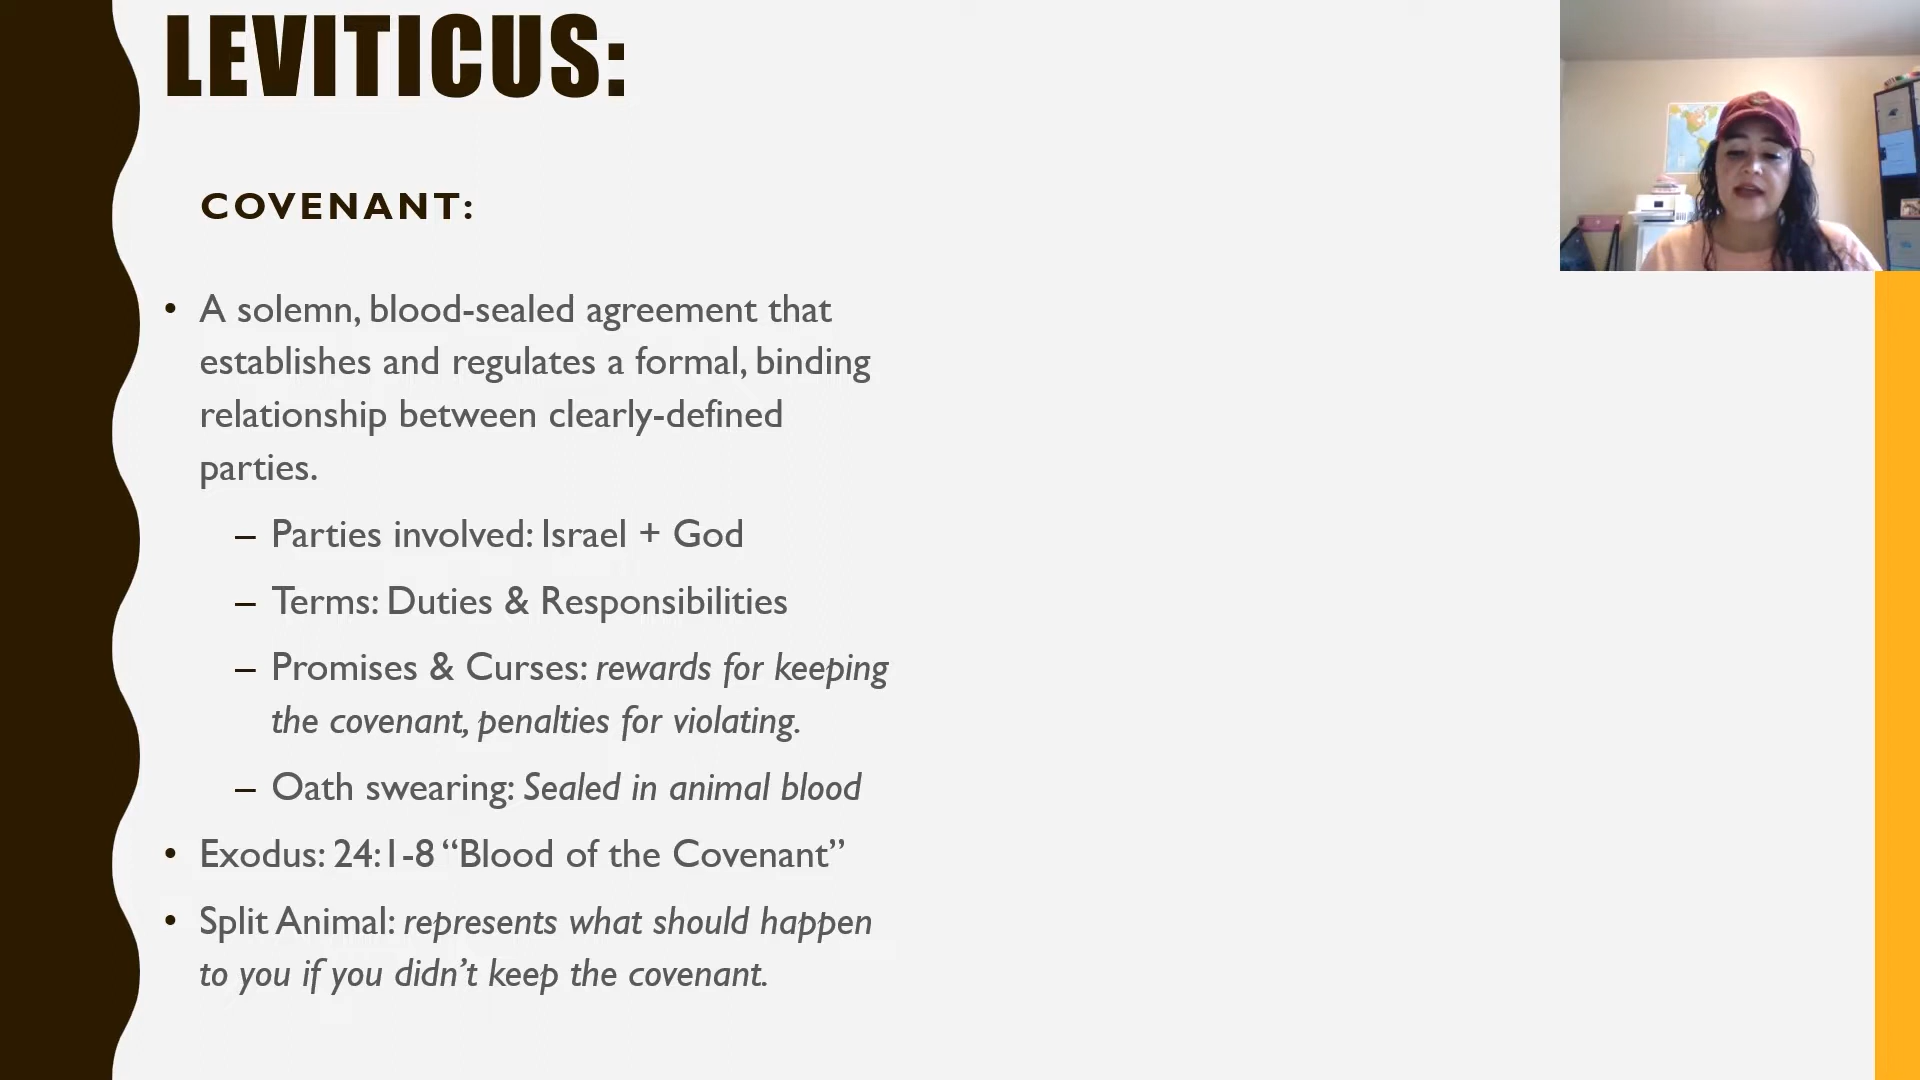 LEVITICUS:
COVENANT:
• A solemn, blood-sealed agreement that
establishes and regulates a formal, binding
relationship between clearly-defined
parties.
– Parties involved: Israel + God
– Terms: Duties & Responsibilities
– Promises & Curses: rewards for keeping
the covenant, penalties for violating.
– Oath swearing: Sealed in animal blood
• Exodus: 24:1-8 “Blood of the Covenant”
• Split Animal: represents what should happen
to you if you didn’t keep the covenant.